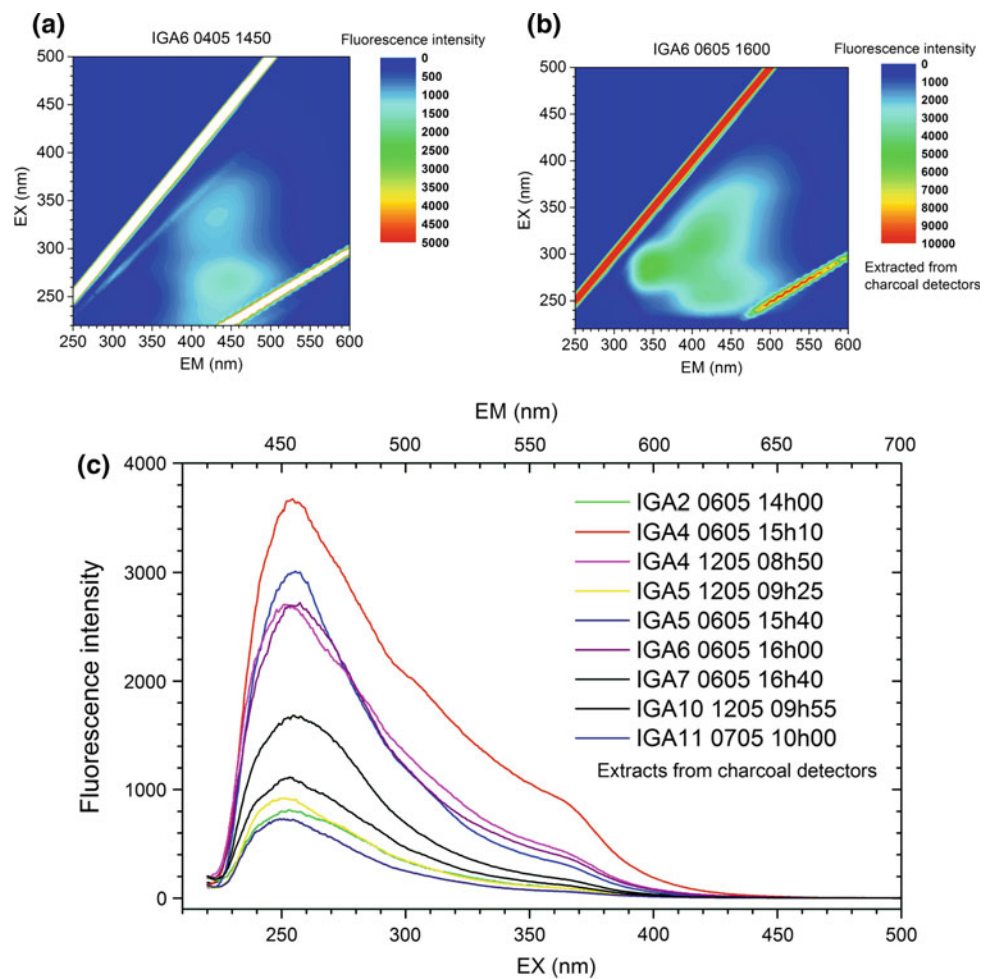 (a)
IGA6 0405 1450
Fluorescence intensity
500
450
400
350
300
250
EX (nm)
250 300 350 400 450 500 550 600
EM (nm)
0
500
1000
1500
2000
2500
3000
3500
4000
4500
5000
(b)
IGA6 0605 1600
Fluorescence intensity
500
450
400
350
300
250
220
EX (nm)
250 300 350 400 450 500 550 600
EM (nm)
0
1000
2000
3000
4000
5000
6000
7000
8000
9000
10000
Extracted from
charcoal detectors
(c)
EM (nm)
450 500 550 600 650 700
4000
3000
2000
1000
0
Fluorescence intensity
IGA2 0605 14h00
IGA4 0605 15h10
IGA4 1205 08h50
IGA5 1205 09h25
IGA5 0605 15h40
IGA6 0605 16h00
IGA7 0605 16h40
IGA10 1205 09h55
IGA11 0705 10h00
Extracts from charcoal detectors
250 300 350 400 450 500
EX (nm)